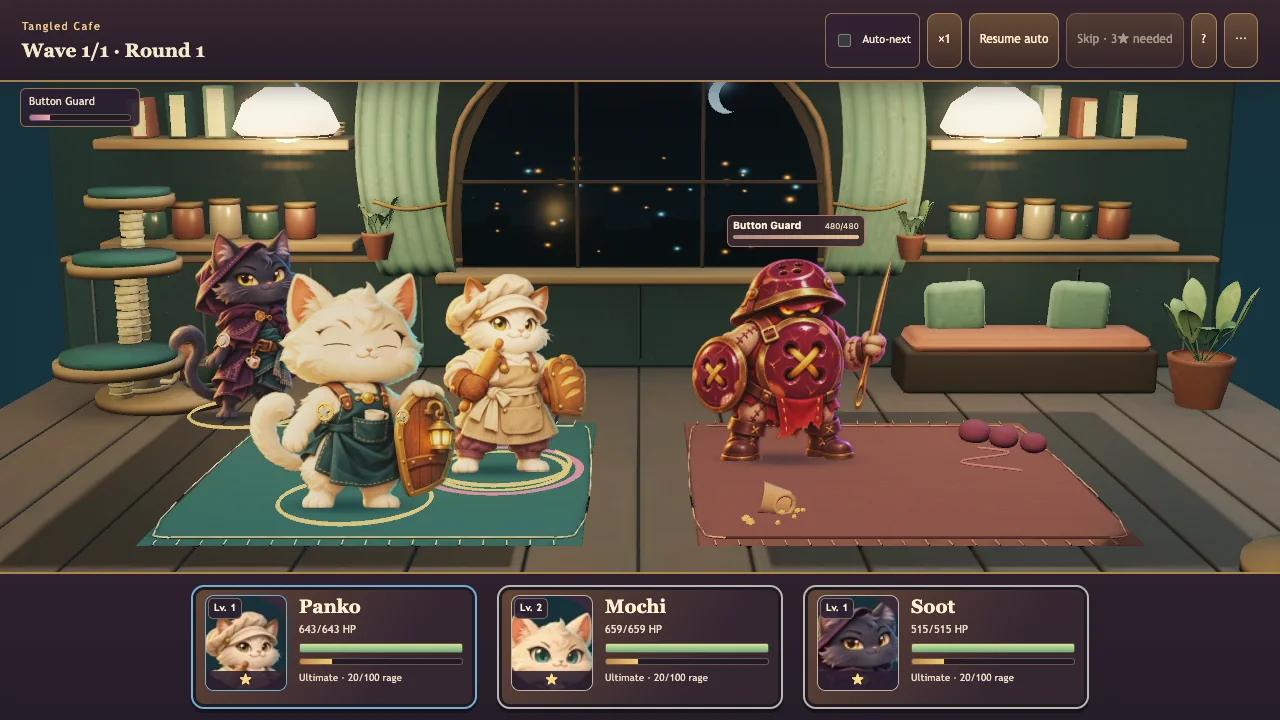 Tangled Cafe
Wave 1/1 · Round 1
Auto-next
×1
Resume auto
Skip · 3★ needed
?
...
Button Guard
Button Guard 480/480
Lv. 1
Panko
643/643 HP
Ultimate · 20/100 rage
Lv. 2
Mochi
659/659 HP
Ultimate · 20/100 rage
Lv. 1
Soot
515/515 HP
Ultimate · 20/100 rage